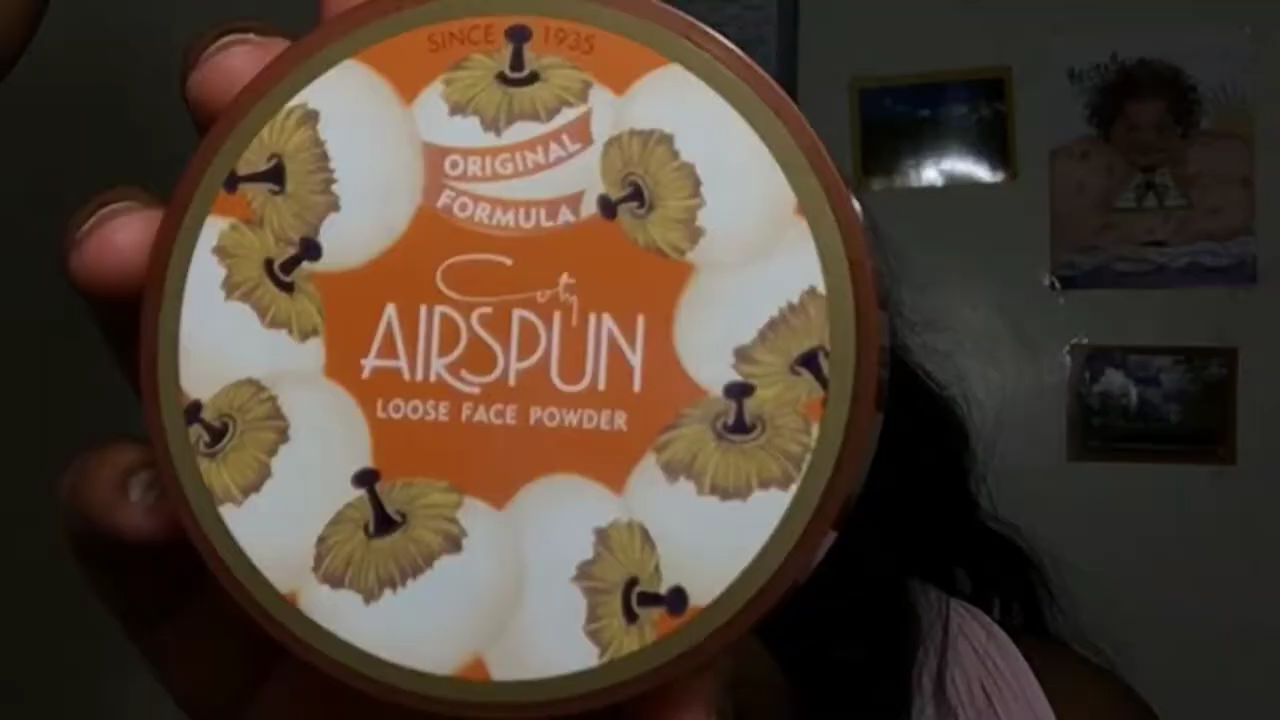 SINCE 1935
ORIGINAL
FORMULA
Coty
AIRSPUN
LOOSE FACE POWDER